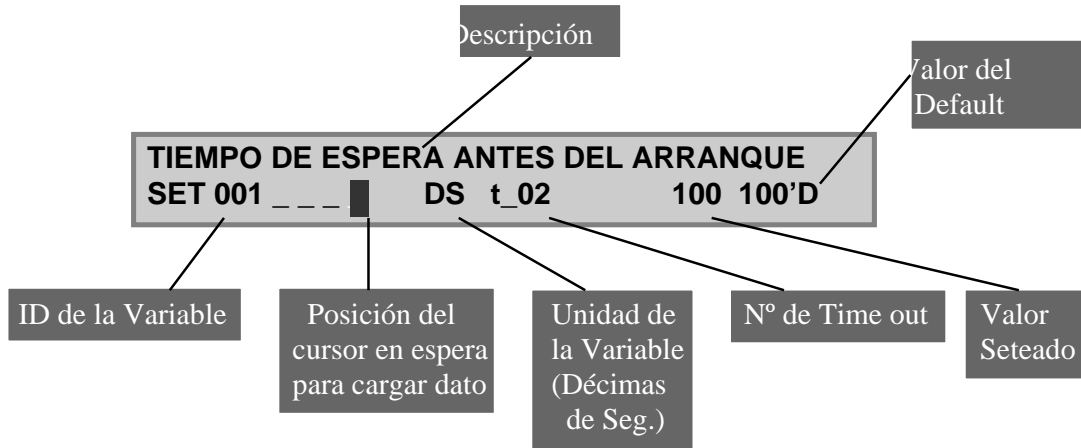 Descripción
Valor del
Default
TIEMPO DE ESPERA ANTES DEL ARRANQUE
SET 001 _ _ _ _ DS t_02 100 100’D
ID de la Variable
Posición del
cursor en espera
para cargar dato
Unidad de
la Variable
(Décimas
de Seg.)
Nº de Time out
Valor
Seteado